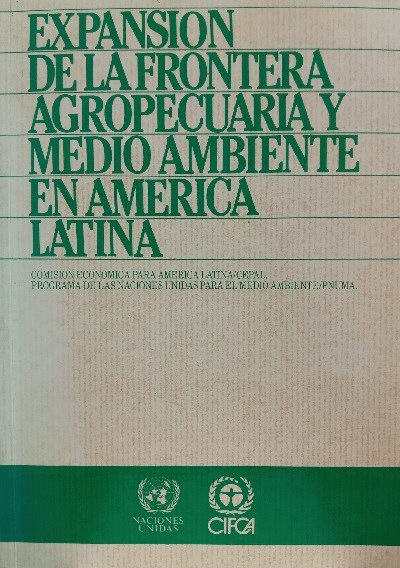 EXPANSION
DE LA FRONTERA
AGROPECUARIA Y
MEDIO AMBIENTE
EN AMERICA
LATINA
COMISION ECONOMICA PARA AMERICA LATINA/CEPAL.
PROGRAMA DE LAS NACIONES UNIDAS PARA EL MEDIO AMBIENTE/PNUMA.
NACIONES
UNIDAS
CIFCA